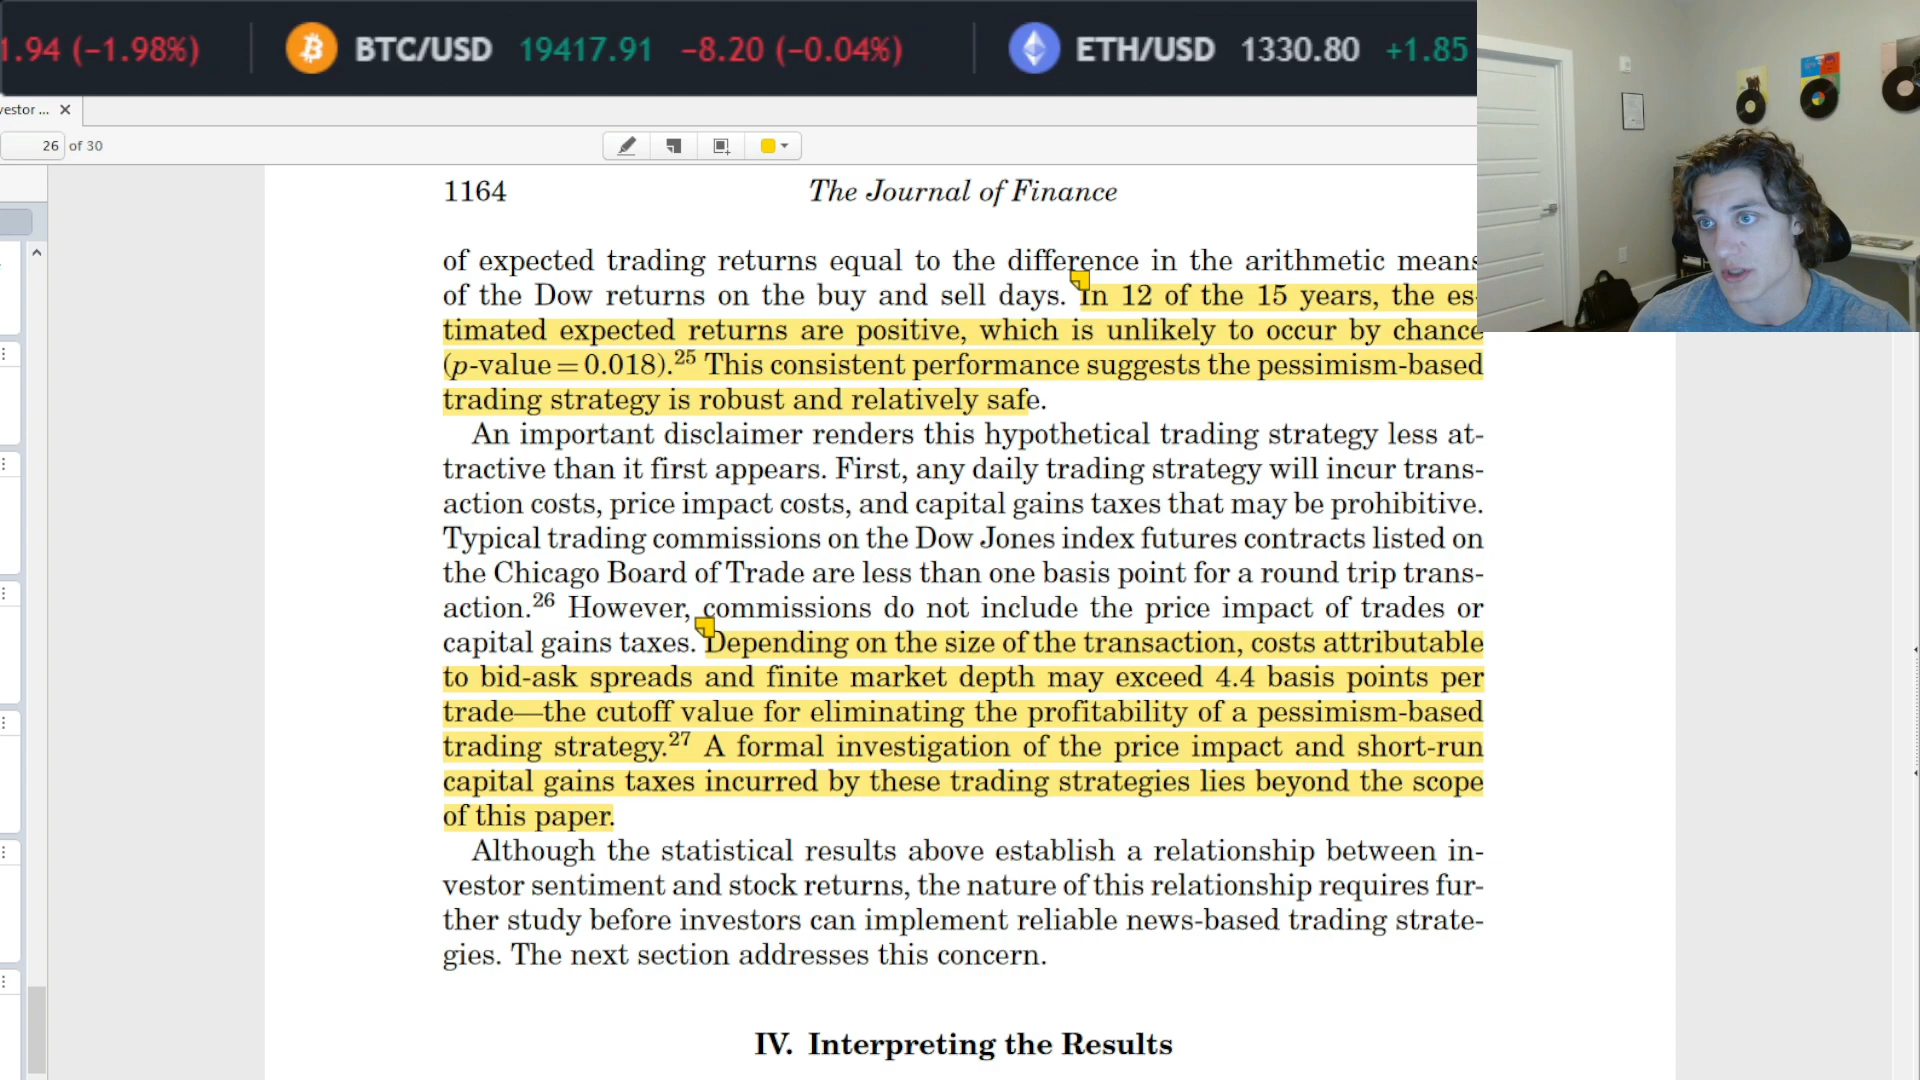 1.94 (−1.98%) BTC/USD 19417.91 −8.20 (−0.04%) ETH/USD 1330.80 +1.85
vestor ...
26 of 30
1164 The Journal of Finance
of expected trading returns equal to the difference in the arithmetic means
of the Dow returns on the buy and sell days. In 12 of the 15 years, the es-
timated expected returns are positive, which is unlikely to occur by chance
(p-value = 0.018).25 This consistent performance suggests the pessimism-based
trading strategy is robust and relatively safe.
An important disclaimer renders this hypothetical trading strategy less at-
tractive than it first appears. First, any daily trading strategy will incur trans-
action costs, price impact costs, and capital gains taxes that may be prohibitive.
Typical trading commissions on the Dow Jones index futures contracts listed on
the Chicago Board of Trade are less than one basis point for a round trip trans-
action.26 However, commissions do not include the price impact of trades or
capital gains taxes. Depending on the size of the transaction, costs attributable
to bid-ask spreads and finite market depth may exceed 4.4 basis points per
trade—the cutoff value for eliminating the profitability of a pessimism-based
trading strategy.27 A formal investigation of the price impact and short-run
capital gains taxes incurred by these trading strategies lies beyond the scope
of this paper.
Although the statistical results above establish a relationship between in-
vestor sentiment and stock returns, the nature of this relationship requires fur-
ther study before investors can implement reliable news-based trading strate-
gies. The next section addresses this concern.
IV. Interpreting the Results